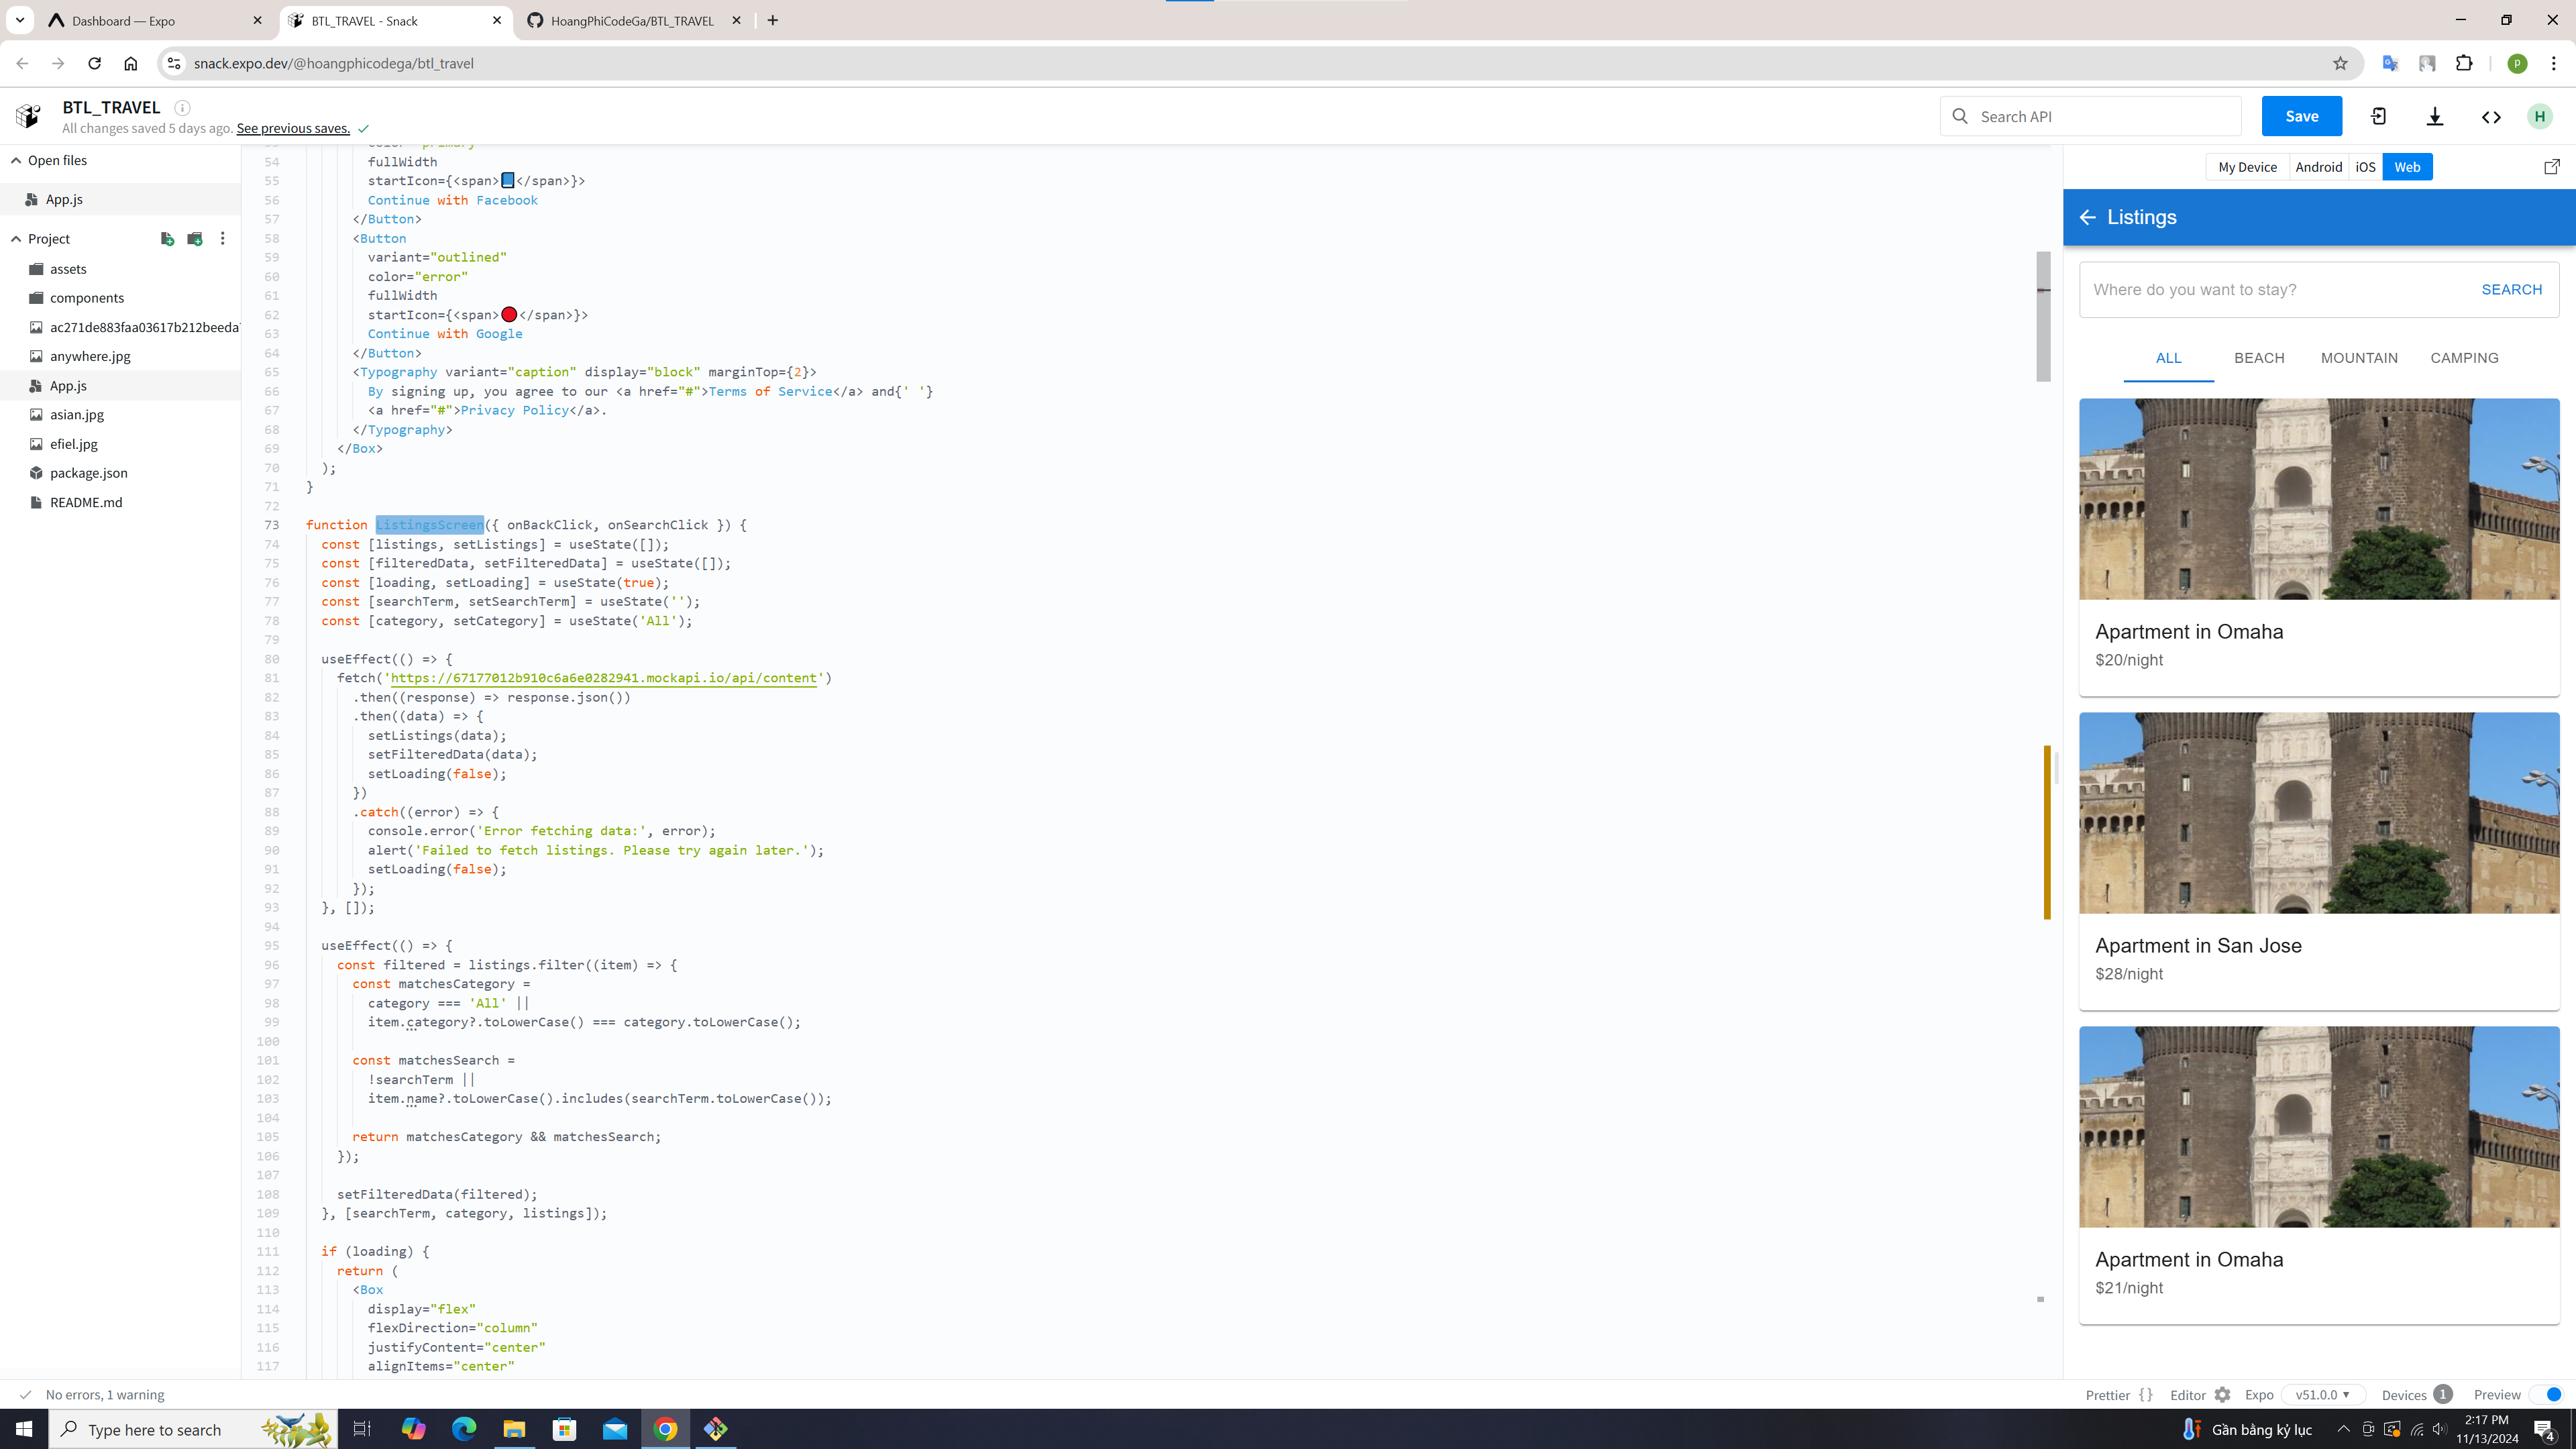 Dashboard — Expo
BTL_TRAVEL - Snack
HoangPhiCodeGa/BTL_TRAVEL
snack.expo.dev/@hoangphicodega/btl_travel
p
BTL_TRAVEL
All changes saved 5 days ago. See previous saves.
Search API
Save
H
Open files
App.js
Project
assets
components
ac271de883faa03617b212beeda
anywhere.jpg
App.js
asian.jpg
efiel.jpg
package.json
README.md
54 fullWidth
55 startIcon={<span>📘</span>}>
56 Continue with Facebook
57 </Button>
58 <Button
59 variant="outlined"
60 color="error"
61 fullWidth
62 startIcon={<span>🔴</span>}>
63 Continue with Google
64 </Button>
65 <Typography variant="caption" display="block" marginTop={2}>
66 By signing up, you agree to our <a href="#">Terms of Service</a> and{' '}
67 <a href="#">Privacy Policy</a>.
68 </Typography>
69 </Box>
70 );
71 }
72
73 function ListingsScreen({ onBackClick, onSearchClick }) {
74 const [listings, setListings] = useState([]);
75 const [filteredData, setFilteredData] = useState([]);
76 const [loading, setLoading] = useState(true);
77 const [searchTerm, setSearchTerm] = useState('');
78 const [category, setCategory] = useState('All');
79
80 useEffect(() => {
81 fetch('https://67177012b910c6a6e0282941.mockapi.io/api/content')
82 .then((response) => response.json())
83 .then((data) => {
84 setListings(data);
85 setFilteredData(data);
86 setLoading(false);
87 })
88 .catch((error) => {
89 console.error('Error fetching data:', error);
90 alert('Failed to fetch listings. Please try again later.');
91 setLoading(false);
92 });
93 }, []);
94
95 useEffect(() => {
96 const filtered = listings.filter((item) => {
97 const matchesCategory =
98 category === 'All' ||
99 item.category?.toLowerCase() === category.toLowerCase();
100
101 const matchesSearch =
102 !searchTerm ||
103 item.name?.toLowerCase().includes(searchTerm.toLowerCase());
104
105 return matchesCategory && matchesSearch;
106 });
107
108 setFilteredData(filtered);
109 }, [searchTerm, category, listings]);
110
111 if (loading) {
112 return (
113 <Box
114 display="flex"
115 flexDirection="column"
116 justifyContent="center"
117 alignItems="center"
My Device Android iOS Web
Listings
Where do you want to stay? SEARCH
ALL BEACH MOUNTAIN CAMPING
Apartment in Omaha
$20/night
Apartment in San Jose
$28/night
Apartment in Omaha
$21/night
No errors, 1 warning
Prettier { } Editor Expo v51.0.0 Devices 1 Preview
Type here to search
Gần bằng kỷ lục
2:17 PM
11/13/2024
4